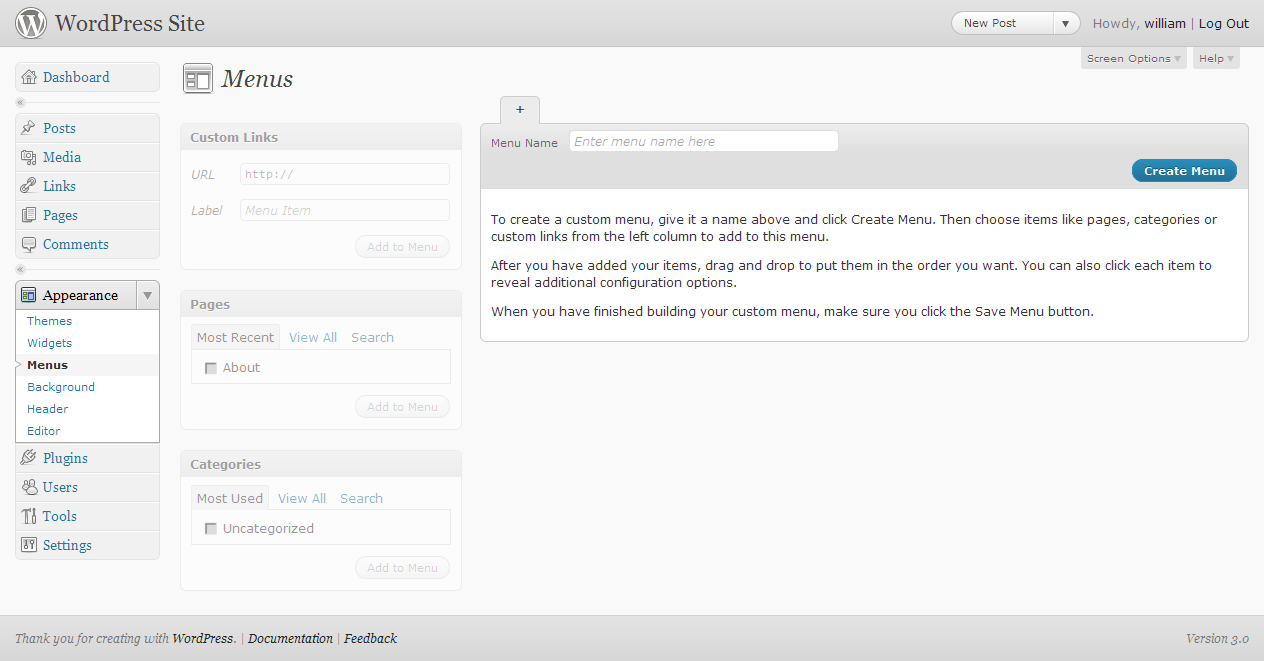 WordPress Site
New Post ▼
Howdy, william | Log Out
Screen Options ▼
Help ▼
Dashboard
«
Posts
Media
Links
Pages
Comments
«
Appearance ▼
Themes
Widgets
Menus
Background
Header
Editor
Plugins
Users
Tools
Settings
Menus
Custom Links
URL http://
Label Menu Item
Add to Menu
Pages
Most Recent View All Search
About
Add to Menu
Categories
Most Used View All Search
Uncategorized
Add to Menu
+
Menu Name Enter menu name here
Create Menu
To create a custom menu, give it a name above and click Create Menu. Then choose items like pages, categories or
custom links from the left column to add to this menu.
After you have added your items, drag and drop to put them in the order you want. You can also click each item to
reveal additional configuration options.
When you have finished building your custom menu, make sure you click the Save Menu button.
Thank you for creating with WordPress. | Documentation | Feedback
Version 3.0